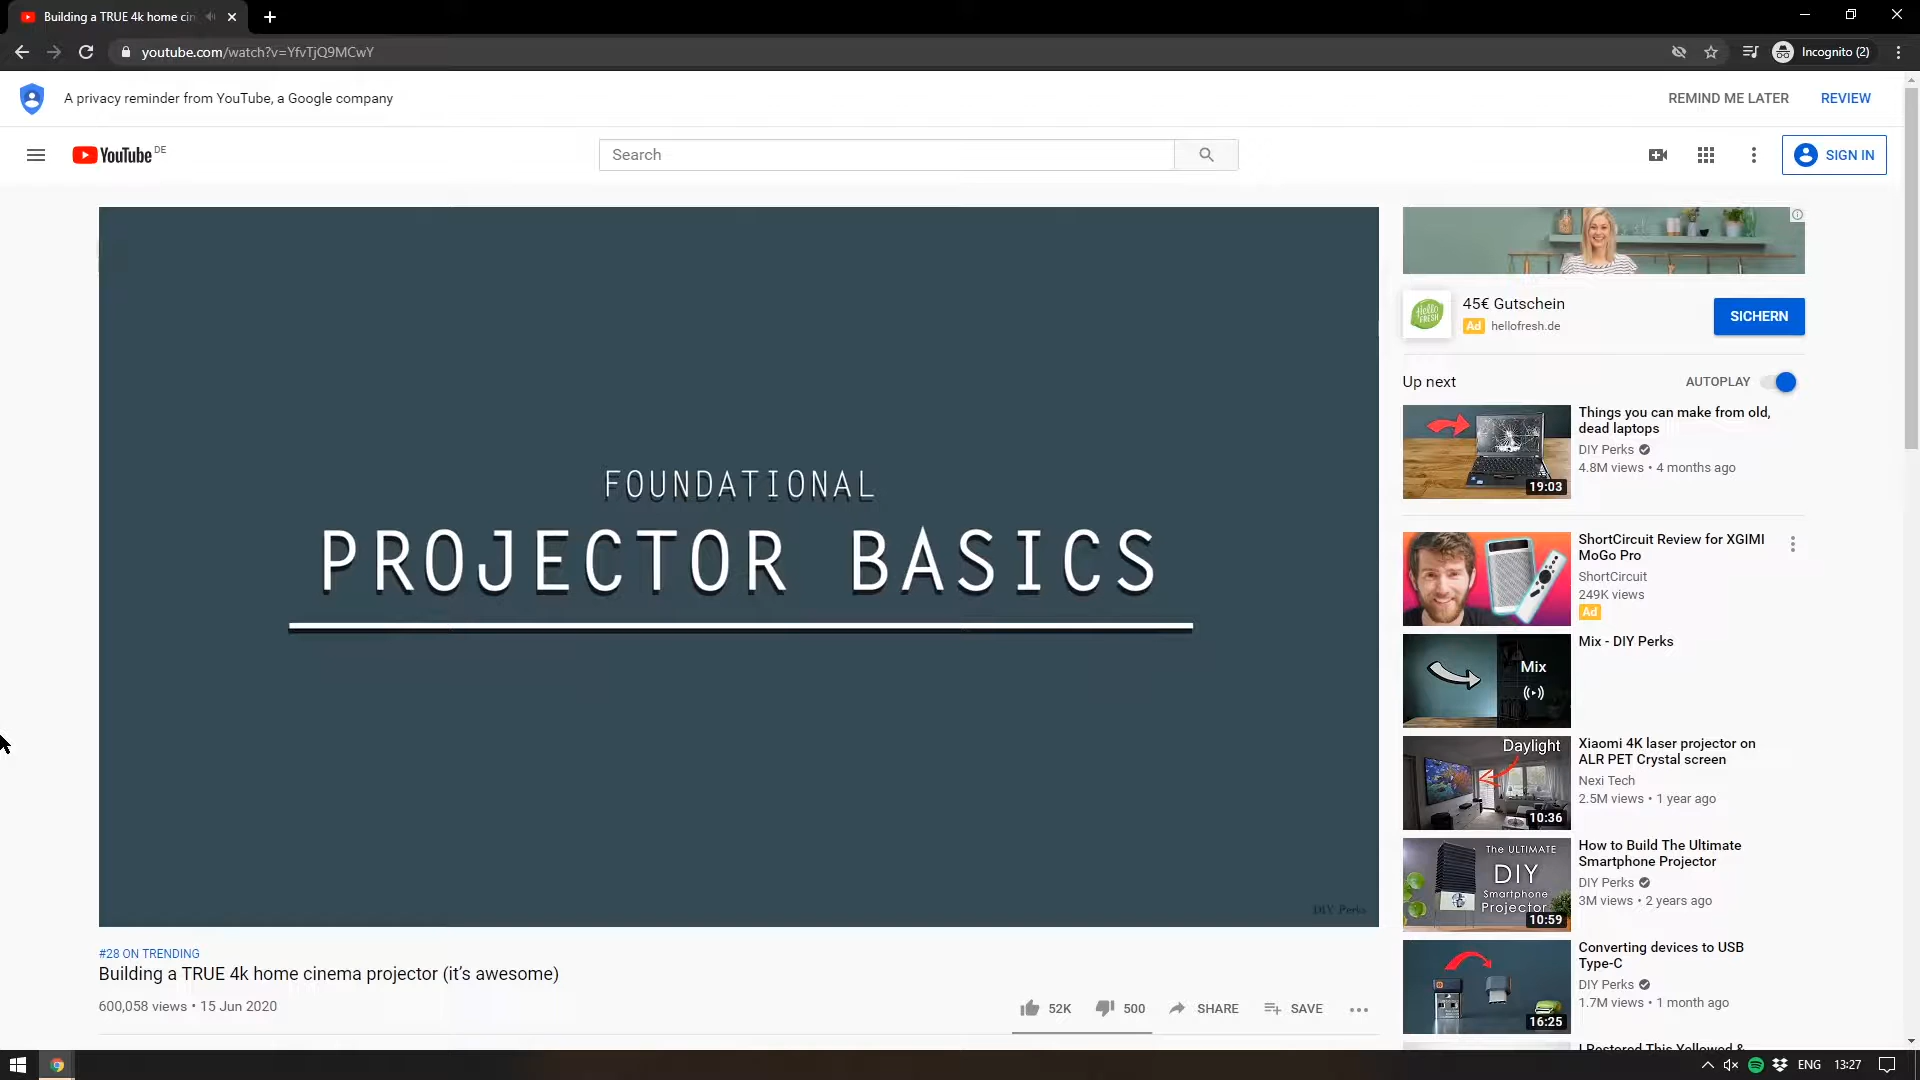 Building a TRUE 4k home cin
youtube.com/watch?v=YfvTjQ9MCwY
Incognito (2)
A privacy reminder from YouTube, a Google company
REMIND ME LATER
REVIEW
YouTube DE
Search
SIGN IN
FOUNDATIONAL
PROJECTOR BASICS
DIY Perks
#28 ON TRENDING
Building a TRUE 4k home cinema projector (it’s awesome)
600,058 views • 15 Jun 2020
52K
500
SHARE
SAVE
Hello
FRESH
45€ Gutschein
Ad hellofresh.de
SICHERN
Up next
AUTOPLAY
19:03
Things you can make from old,
dead laptops
DIY Perks
4.8M views • 4 months ago
ShortCircuit Review for XGIMI
MoGo Pro
ShortCircuit
249K views
Ad
Mix
Mix - DIY Perks
Daylight
10:36
Xiaomi 4K laser projector on
ALR PET Crystal screen
Nexi Tech
2.5M views • 1 year ago
The ULTIMATE
DIY
Smartphone
Projector
10:59
How to Build The Ultimate
Smartphone Projector
DIY Perks
3M views • 2 years ago
16:25
Converting devices to USB
Type-C
DIY Perks
1.7M views • 1 month ago
I Restored This Yellowed &
ENG
13:27